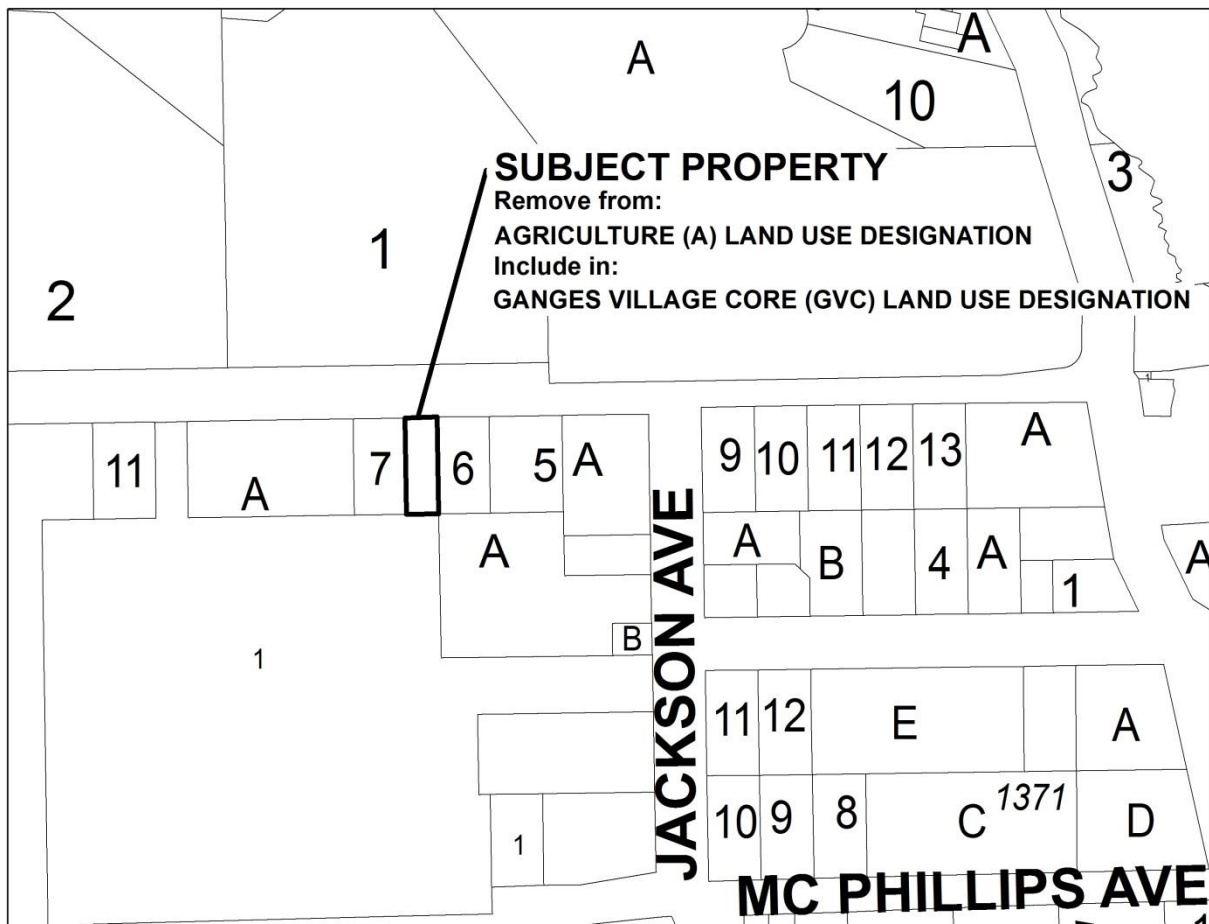 A
A
10
SUBJECT PROPERTY
3
Remove from:
AGRICULTURE (A) LAND USE DESIGNATION
1
Include in:
2
GANGES VILLAGE CORE (GVC) LAND USE DESIGNATION
1
11
A
7
6
5
A
9
10
11
12
13
A
A
A
B
4
A
1
A
B
1
JACKSON AVE
11
12
E
A
1
10
9
8
C
1371
D
MC PHILLIPS AVE